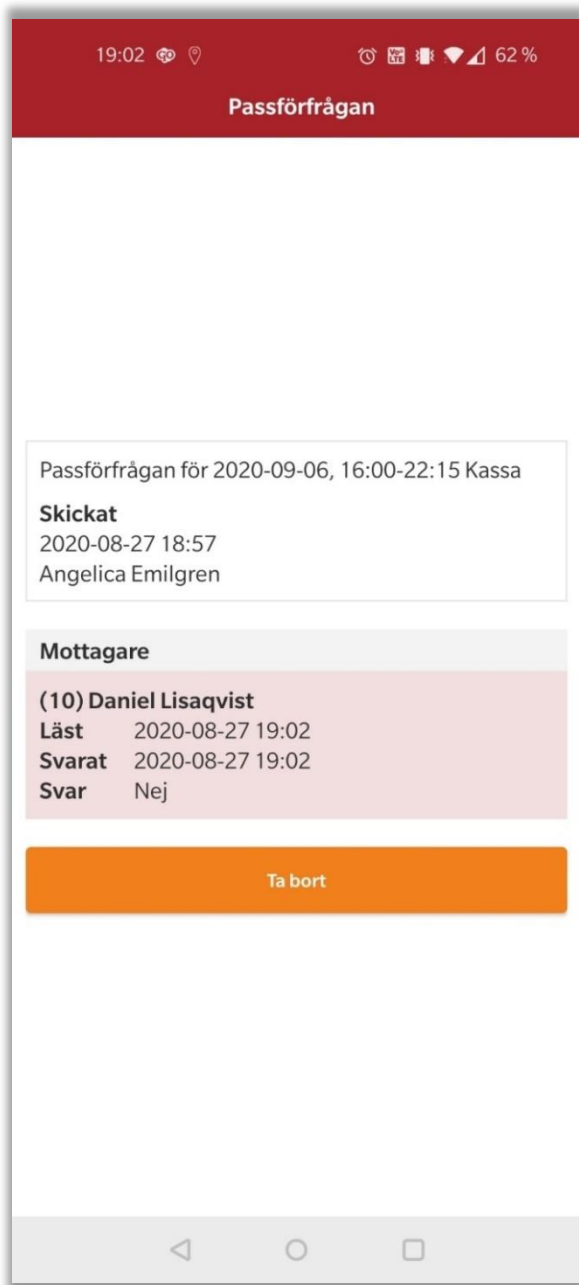 19:02 GO 62 %
Passförfrågan
Passförfrågan för 2020-09-06, 16:00-22:15 Kassa
Skickat
2020-08-27 18:57
Angelica Emilgren
Mottagare
(10) Daniel Lisaqvist
Läst 2020-08-27 19:02
Svarat 2020-08-27 19:02
Svar Nej
Ta bort